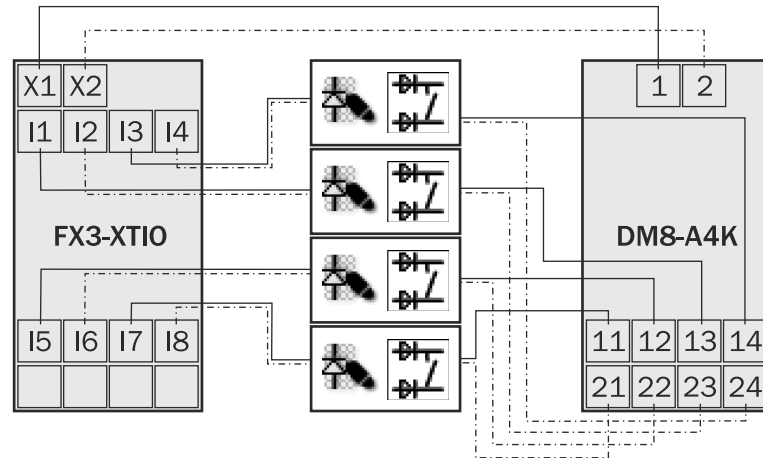 X1 X2
1 2
I1 I2 I3 I4
FX3-XTIO
DM8-A4K
I5 I6 I7 I8
11 12 13 14
21 22 23 24